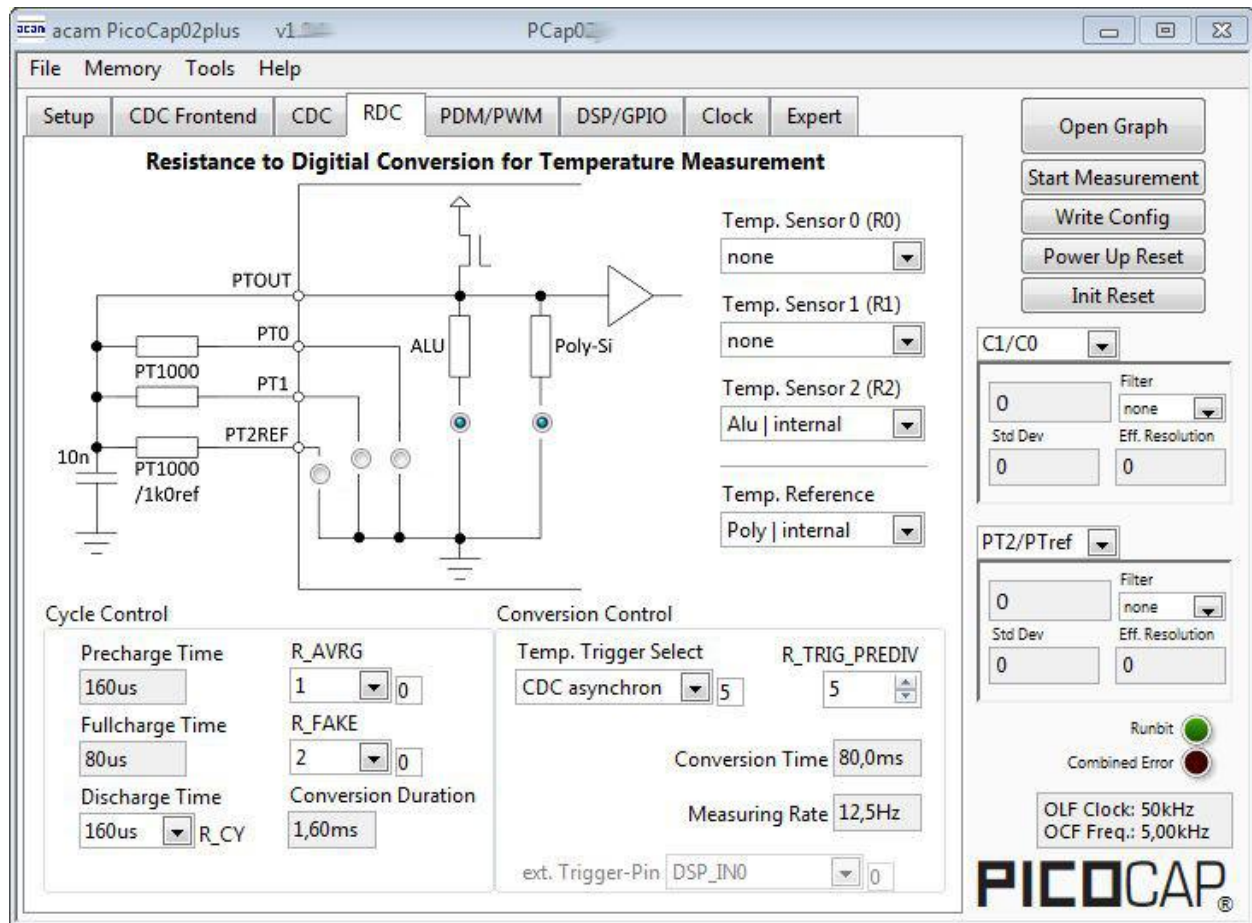 acam acam PicoCap02plus v1. PCap02
File Memory Tools Help
Setup CDC Frontend CDC RDC PDM/PWM DSP/GPIO Clock Expert
Resistance to Digitial Conversion for Temperature Measurement
PTOUT
PT0
PT1000
PT1
PT2REF
10n
PT1000
/1k0ref
ALU
Poly-Si
Temp. Sensor 0 (R0)
none
Temp. Sensor 1 (R1)
none
Temp. Sensor 2 (R2)
Alu | internal
Temp. Reference
Poly | internal
Cycle Control
Precharge Time
160us
Fullcharge Time
80us
Discharge Time
160us R_CY
R_AVRG
1 0
R_FAKE
2 0
Conversion Duration
1,60ms
Conversion Control
Temp. Trigger Select
CDC asynchron 5
R_TRIG_PREDIV
5
Conversion Time 80,0ms
Measuring Rate 12,5Hz
ext. Trigger-Pin DSP_IN0 0
Open Graph
Start Measurement
Write Config
Power Up Reset
Init Reset
C1/C0
Filter
0 none
Std Dev Eff. Resolution
0 0
PT2/PTref
Filter
0 none
Std Dev Eff. Resolution
0 0
Runbit
Combined Error
OLF Clock: 50kHz
OCF Freq.: 5,00kHz
PICOCAP®